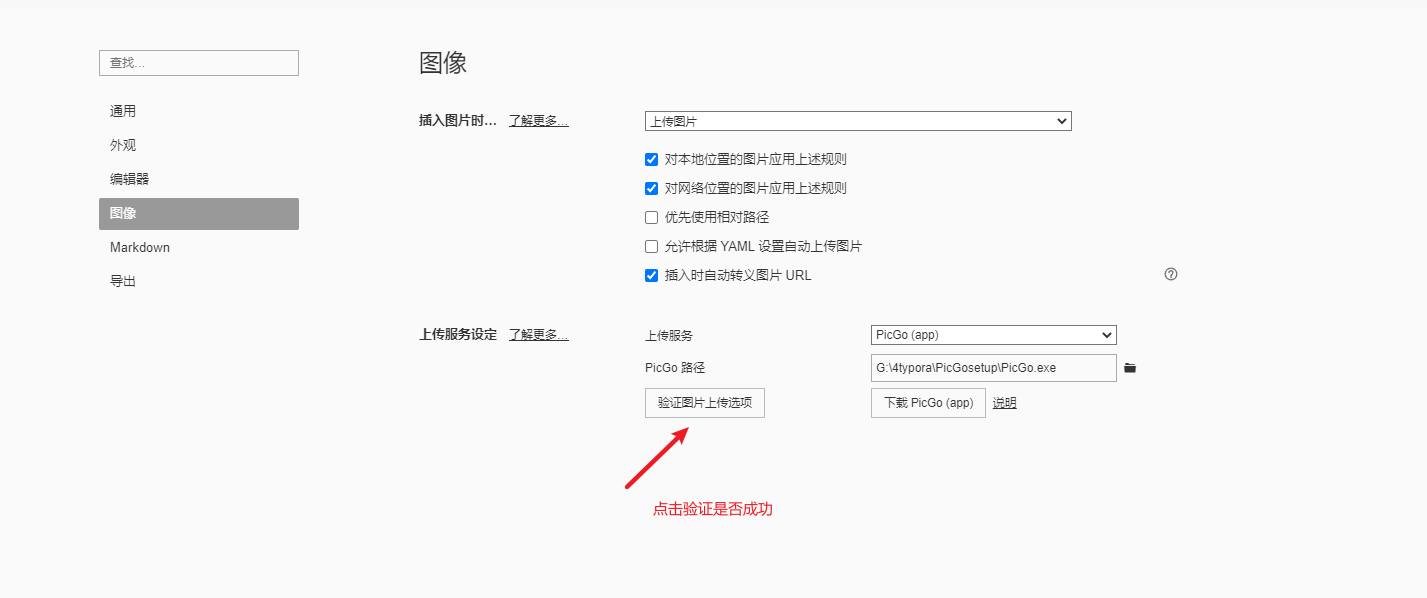 查找...
通用
外观
编辑器
图像
Markdown
导出
图像
插入图片时... 了解更多... 上传图片
对本地位置的图片应用上述规则
对网络位置的图片应用上述规则
优先使用相对路径
允许根据 YAML 设置自动上传图片
插入时自动转义图片 URL
上传服务设定 了解更多... 上传服务 PicGo (app)
PicGo 路径 G:\4typora\PicGosetup\PicGo.exe
验证图片上传选项 下载 PicGo (app) 说明
点击验证是否成功